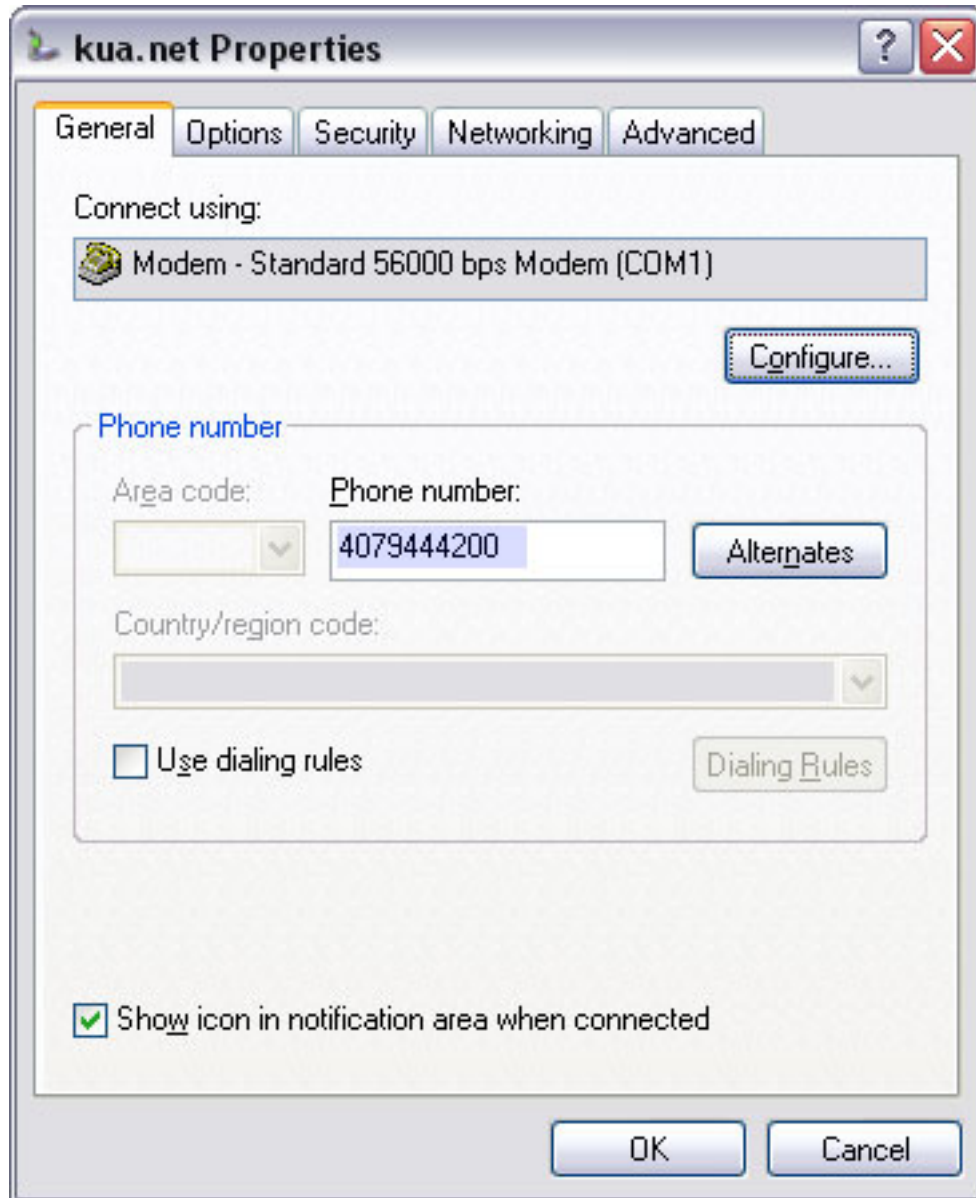 kua.net Properties
General Options Security Networking Advanced
Connect using:
Modem - Standard 56000 bps Modem (COM1)
Configure...
Phone number
Area code: Phone number:
4079444200 Alternates
Country/region code:
Use dialing rules Dialing Rules
Show icon in notification area when connected
OK Cancel